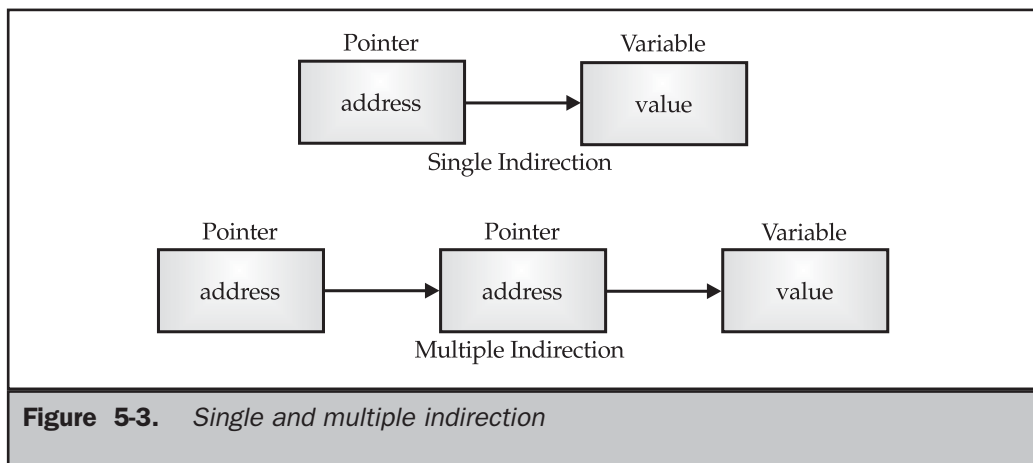 Pointer Variable
address value
Single Indirection
Pointer Pointer Variable
address address value
Multiple Indirection
Figure 5-3. Single and multiple indirection